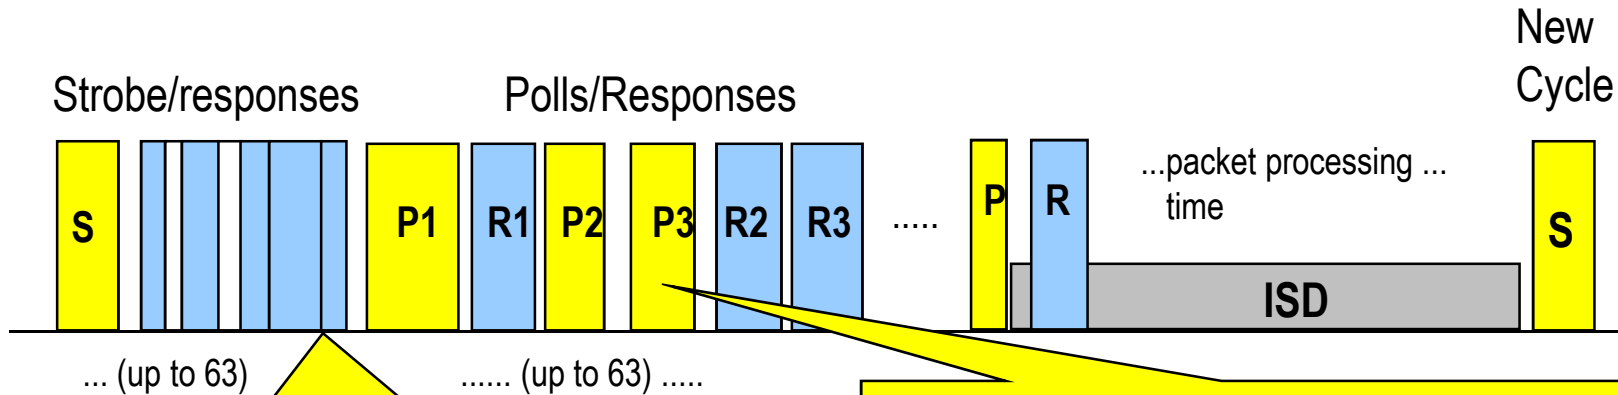 New
Cycle
Strobe/responses
Polls/Responses
...packet processing ...
time
S
P1
R1
P2
P3
R2
R3
.....
P
R
S
ISD
... (up to 63)
...... (up to 63) .....